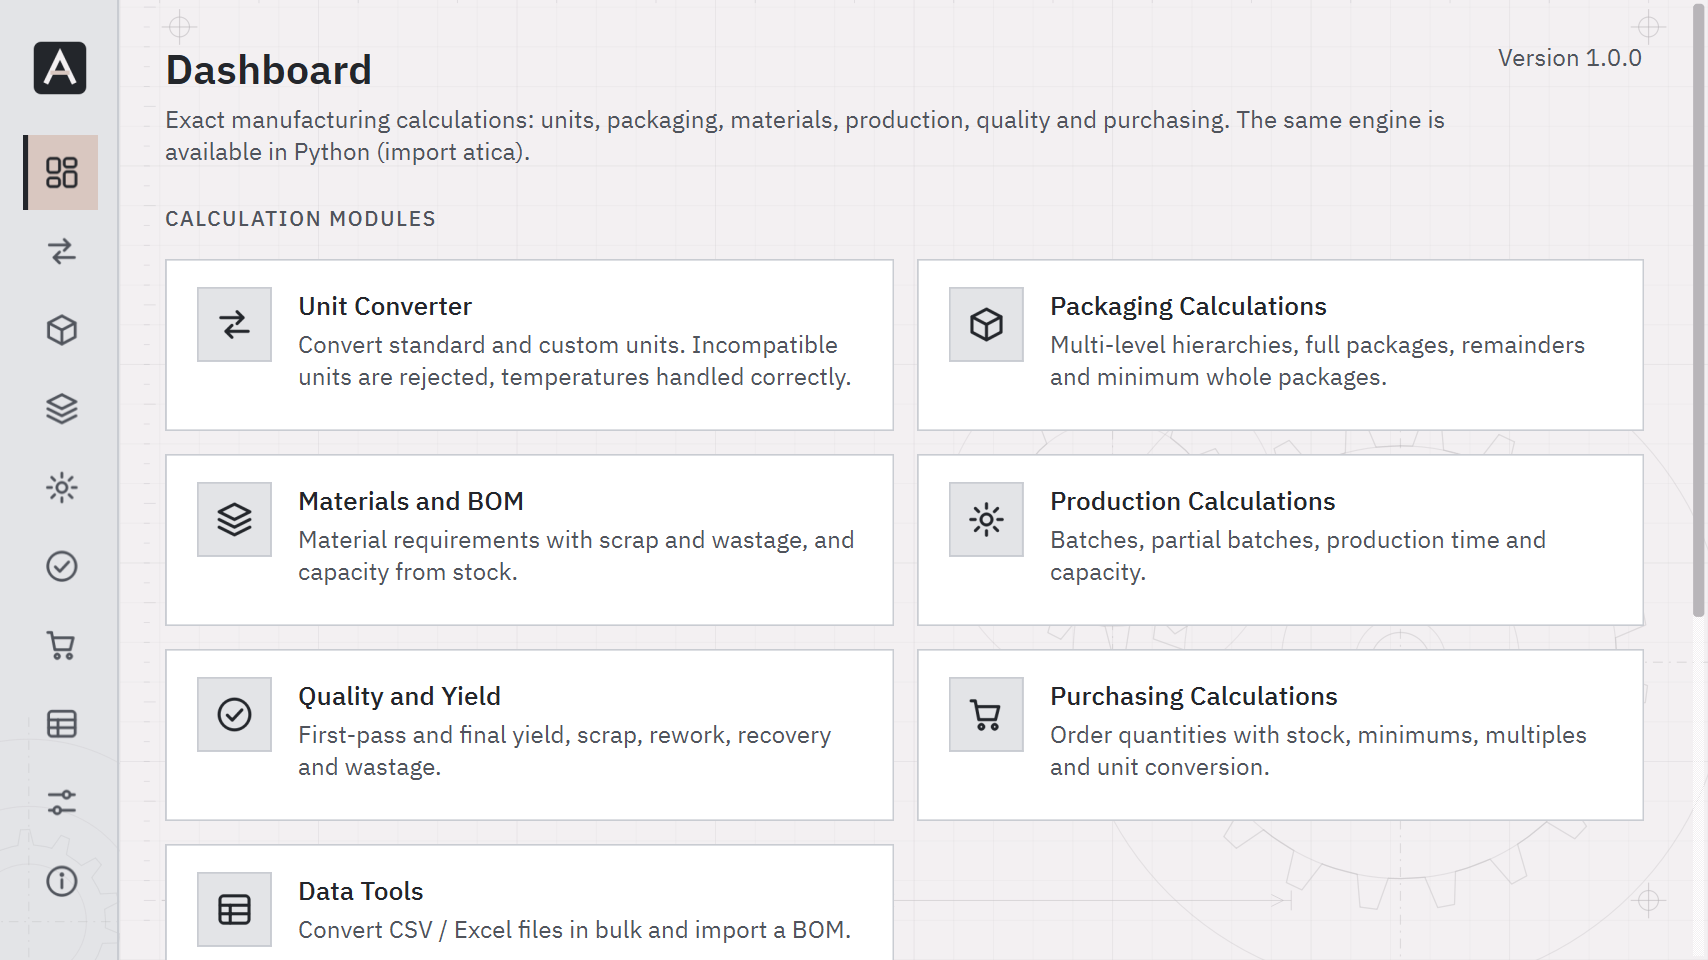 A
Dashboard
Version 1.0.0
Exact manufacturing calculations: units, packaging, materials, production, quality and purchasing. The same engine is
available in Python (import atica).
CALCULATION MODULES
Unit Converter
Convert standard and custom units. Incompatible
units are rejected, temperatures handled correctly.
Packaging Calculations
Multi-level hierarchies, full packages, remainders
and minimum whole packages.
Materials and BOM
Material requirements with scrap and wastage, and
capacity from stock.
Production Calculations
Batches, partial batches, production time and
capacity.
Quality and Yield
First-pass and final yield, scrap, rework, recovery
and wastage.
Purchasing Calculations
Order quantities with stock, minimums, multiples
and unit conversion.
Data Tools
Convert CSV / Excel files in bulk and import a BOM.